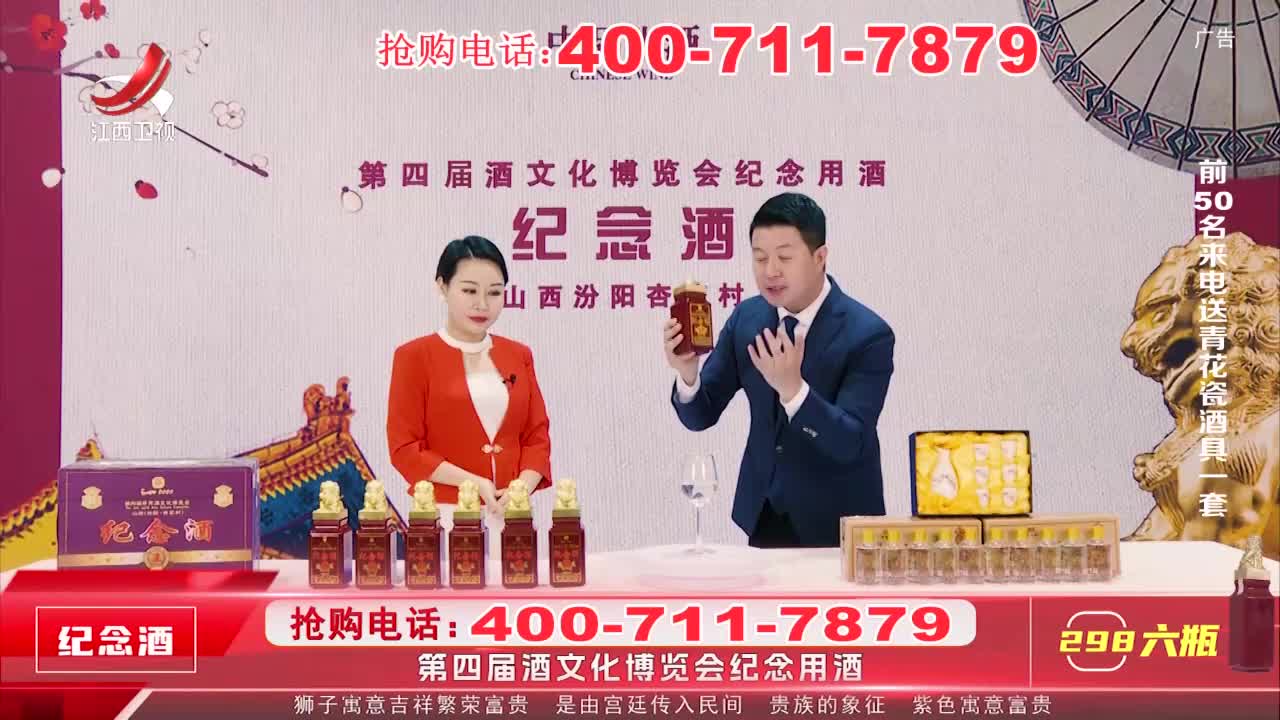 抢购电话:400-711-7879
CHINESE WINE
广告
江西卫视
第四届酒文化博览会纪念用酒
纪念酒
山西汾阳杏
村
前50名来电送青花瓷酒具一套
纪念酒
纪念酒
抢购电话:400-711-7879
298六瓶
第四届酒文化博览会纪念用酒
狮子寓意吉祥繁荣富贵 是由宫廷传入民间 贵族的象征 紫色寓意富贵